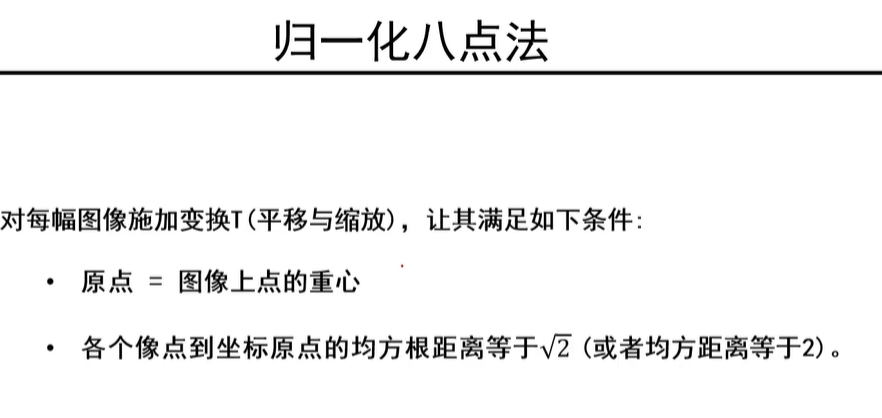 归一化八点法
对每幅图像施加变换T(平移与缩放)，让其满足如下条件:
• 原点 = 图像上点的重心
• 各个像点到坐标原点的均方根距离等于√2 (或者均方距离等于2)。